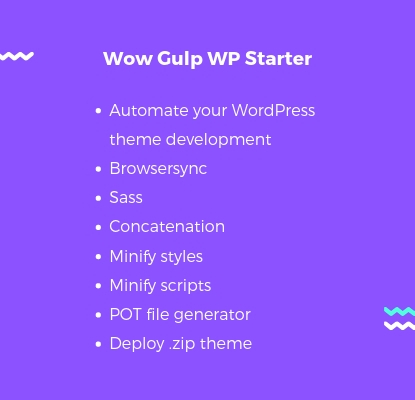 Wow Gulp WP Starter
• Automate your WordPress
theme development
• Browsersync
• Sass
• Concatenation
• Minify styles
• Minify scripts
• POT file generator
• Deploy .zip theme